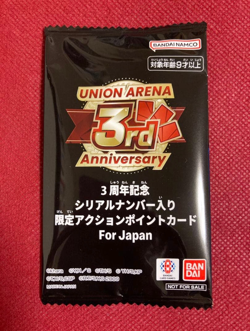 BANDAI NAMCO
対象年齢9才以上
UNION ARENA
3rd
Anniversary
3周年記念
シリアルナンバー入り
限定アクションポイントカード
For Japan
BANDAI
NOT FOR SALE